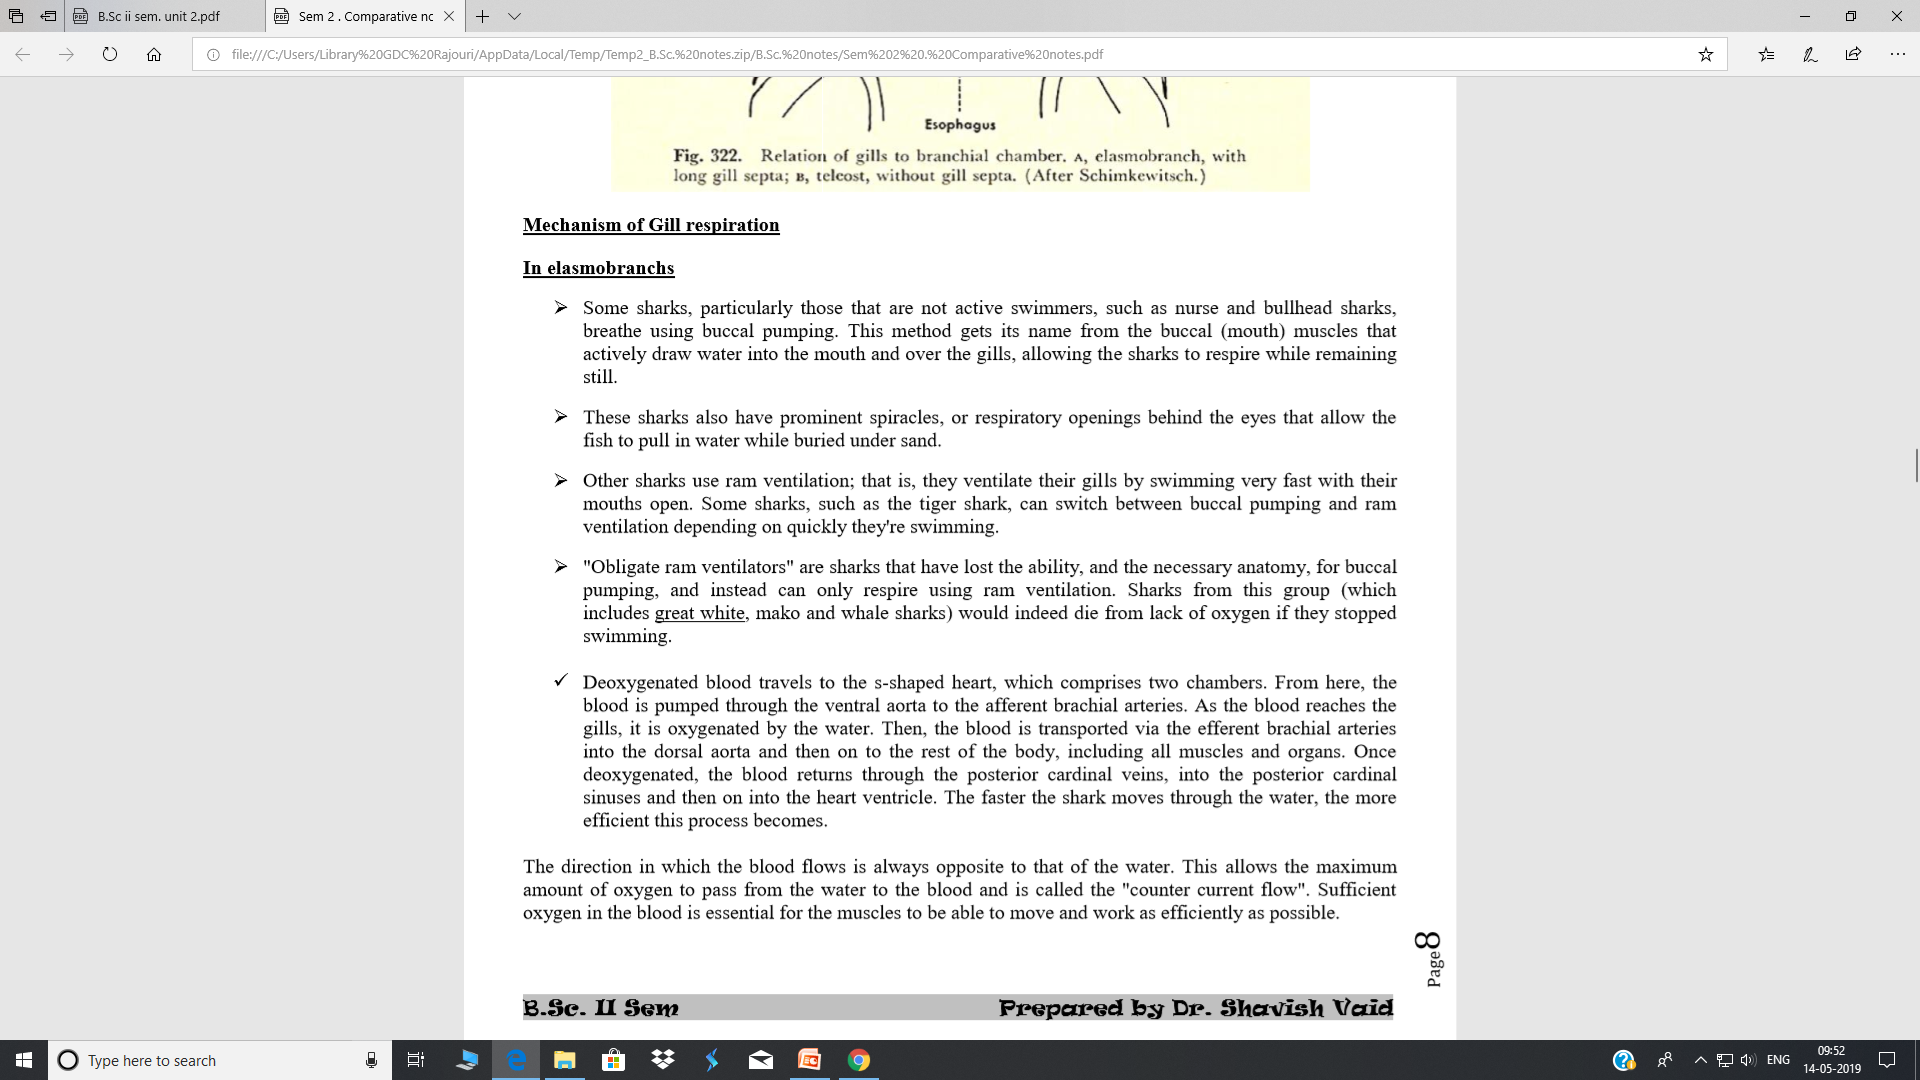 B.Sc ii sem. unit 2.pdf
Sem 2 . Comparative nc
file:///C:/Users/Library%20GDC%20Rajouri/AppData/Local/Temp/Temp2_B.Sc.%20notes.zip/B.Sc.%20notes/Sem%202%20.%20Comparative%20notes.pdf
Esophagus
Fig. 322. Relation of gills to branchial chamber. A, elasmobranch, with
long gill septa; B, telcost, without gill septa. (After Schimkewitsch.)
Mechanism of Gill respiration
In elasmobranchs
Some sharks, particularly those that are not active swimmers, such as nurse and bullhead sharks,
breathe using buccal pumping. This method gets its name from the buccal (mouth) muscles that
actively draw water into the mouth and over the gills, allowing the sharks to respire while remaining
still.
These sharks also have prominent spiracles, or respiratory openings behind the eyes that allow the
fish to pull in water while buried under sand.
Other sharks use ram ventilation; that is, they ventilate their gills by swimming very fast with their
mouths open. Some sharks, such as the tiger shark, can switch between buccal pumping and ram
ventilation depending on quickly they're swimming.
"Obligate ram ventilators" are sharks that have lost the ability, and the necessary anatomy, for buccal
pumping, and instead can only respire using ram ventilation. Sharks from this group (which
includes great white, mako and whale sharks) would indeed die from lack of oxygen if they stopped
swimming.
Deoxygenated blood travels to the s-shaped heart, which comprises two chambers. From here, the
blood is pumped through the ventral aorta to the afferent brachial arteries. As the blood reaches the
gills, it is oxygenated by the water. Then, the blood is transported via the efferent brachial arteries
into the dorsal aorta and then on to the rest of the body, including all muscles and organs. Once
deoxygenated, the blood returns through the posterior cardinal veins, into the posterior cardinal
sinuses and then on into the heart ventricle. The faster the shark moves through the water, the more
efficient this process becomes.
The direction in which the blood flows is always opposite to that of the water. This allows the maximum
amount of oxygen to pass from the water to the blood and is called the "counter current flow". Sufficient
oxygen in the blood is essential for the muscles to be able to move and work as efficiently as possible.
Page8
B.Sc. II Sem Prepared by Dr. Shavish Vaid
Type here to search
ENG
09:52
14-05-2019